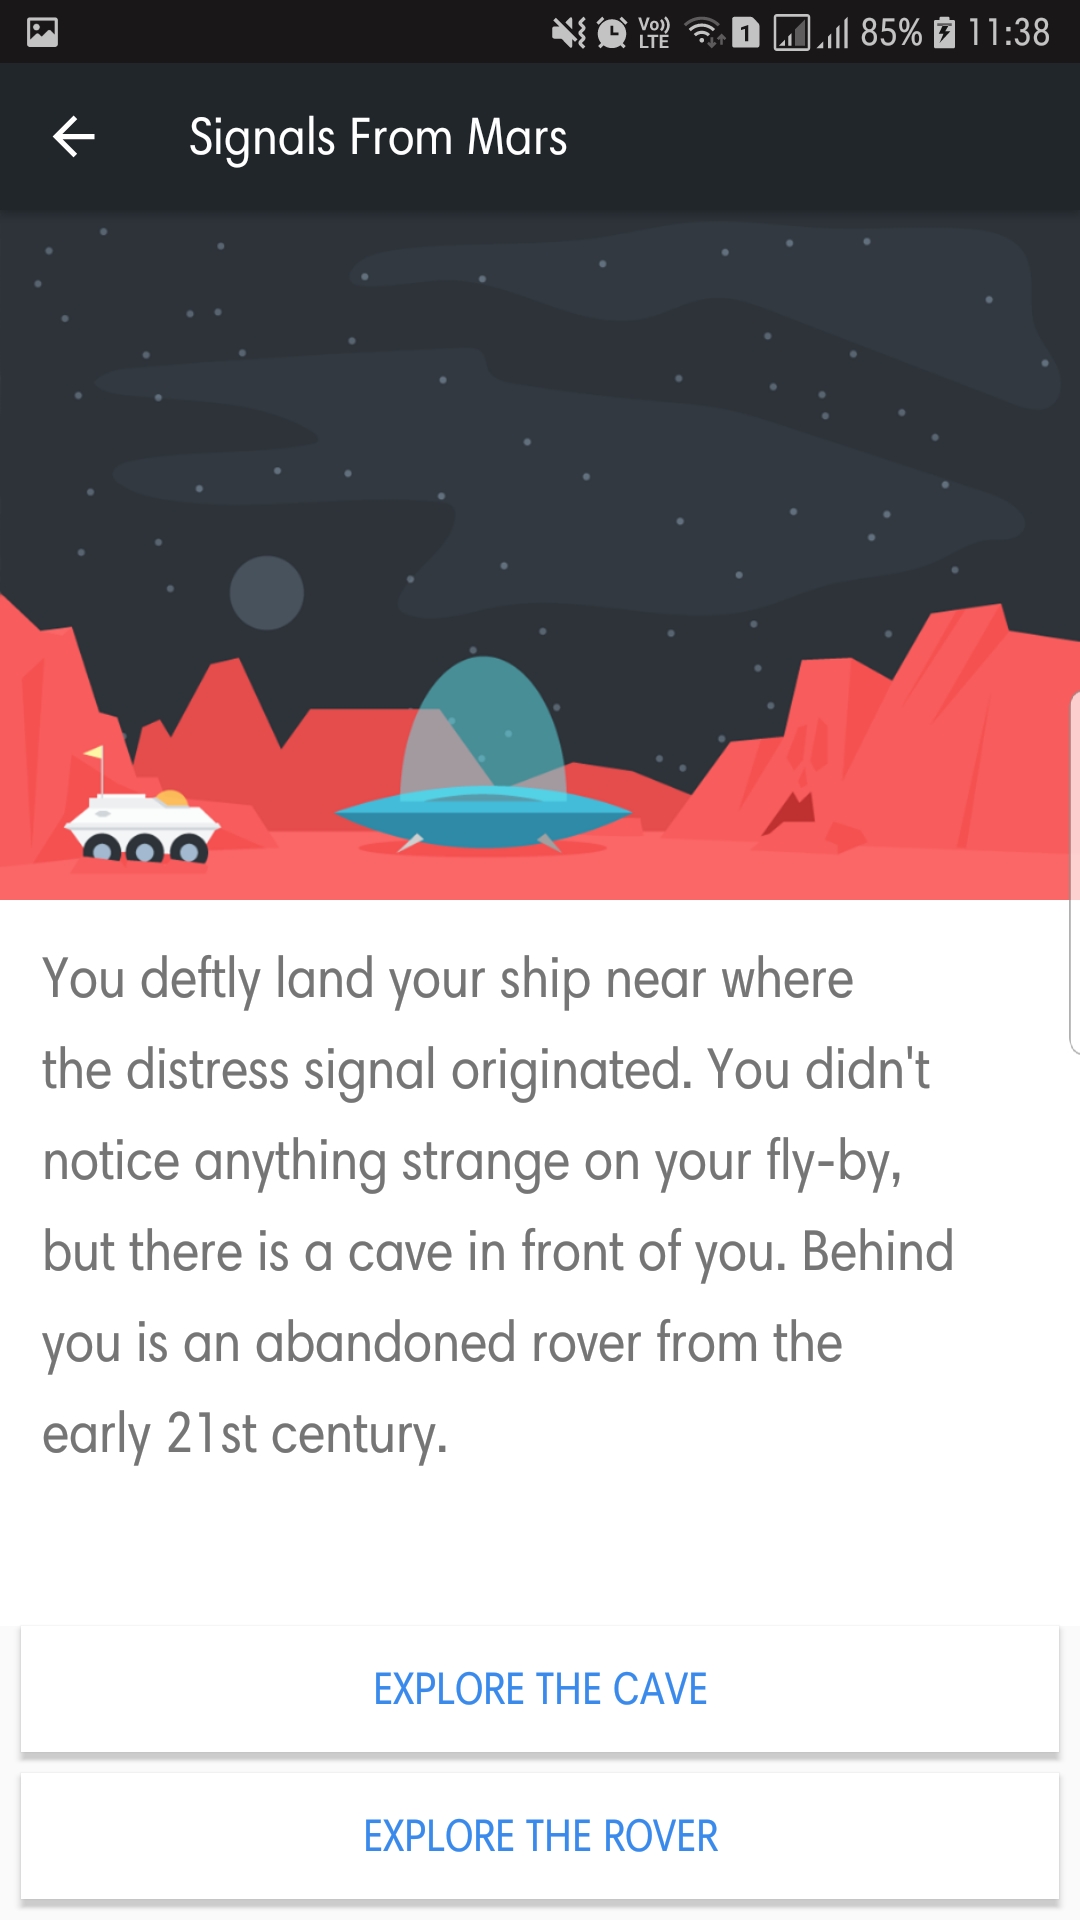 Vo)) LTE 1 85% 11:38
Signals From Mars
You deftly land your ship near where
the distress signal originated. You didn't
notice anything strange on your fly-by,
but there is a cave in front of you. Behind
you is an abandoned rover from the
early 21st century.
EXPLORE THE CAVE
EXPLORE THE ROVER